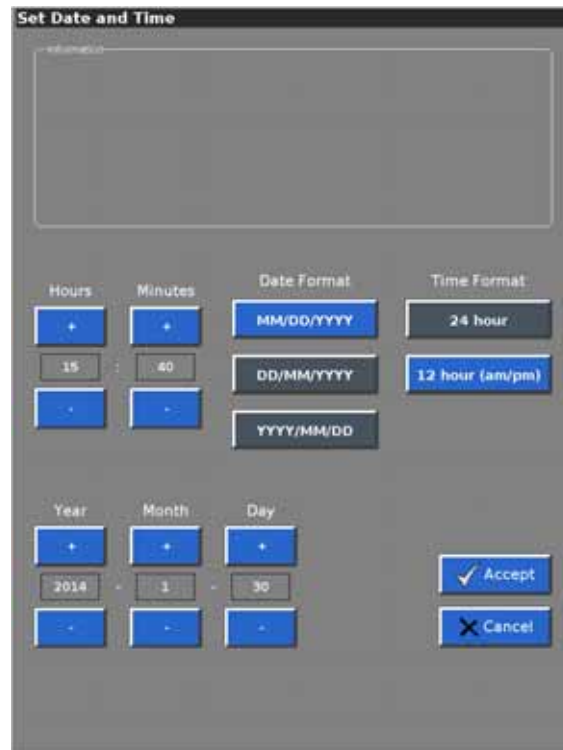 Set Date and Time
Information
Hours Minutes Date Format Time Format
+ + MM/DD/YYYY 24 hour
15 : 40 DD/MM/YYYY 12 hour (am/pm)
- - YYYY/MM/DD
Year Month Day
+ + +
2014 - 1 - 30
- - -
Accept
Cancel